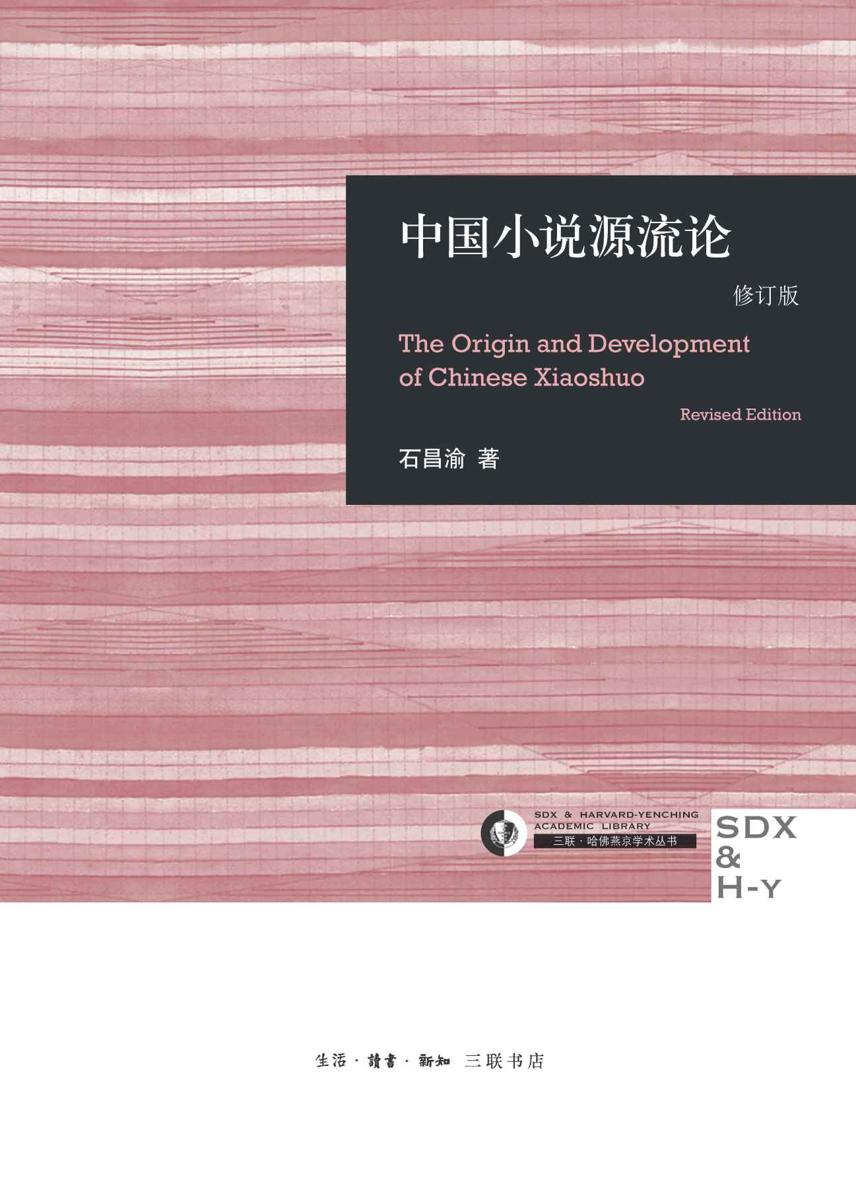 中国小说源流论
修订版
The Origin and Development
of Chinese Xiaoshuo
Revised Edition
石昌渝 著
SDX & HARVARD-YENCHING
ACADEMIC LIBRARY
三联·哈佛燕京学术丛书
SDX
&
H-Y
生活·讀書·新知 三联书店